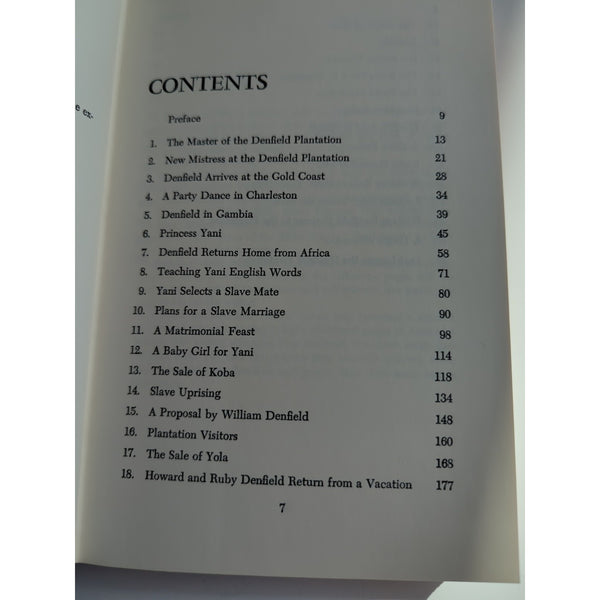 e ex-
CONTENTS
Preface 9
1. The Master of the Denfield Plantation 13
2. New Mistress at the Denfield Plantation 21
3. Denfield Arrives at the Gold Coast 28
4. A Party Dance in Charleston 34
5. Denfield in Gambia 39
6. Princess Yani 45
7. Denfield Returns Home from Africa 58
8. Teaching Yani English Words 71
9. Yani Selects a Slave Mate 80
10. Plans for a Slave Marriage 90
11. A Matrimonial Feast 98
12. A Baby Girl for Yani 114
13. The Sale of Koba 118
14. Slave Uprising 134
15. A Proposal by William Denfield 148
16. Plantation Visitors 160
17. The Sale of Yola 168
18. Howard and Ruby Denfield Return from a Vacation 177
7